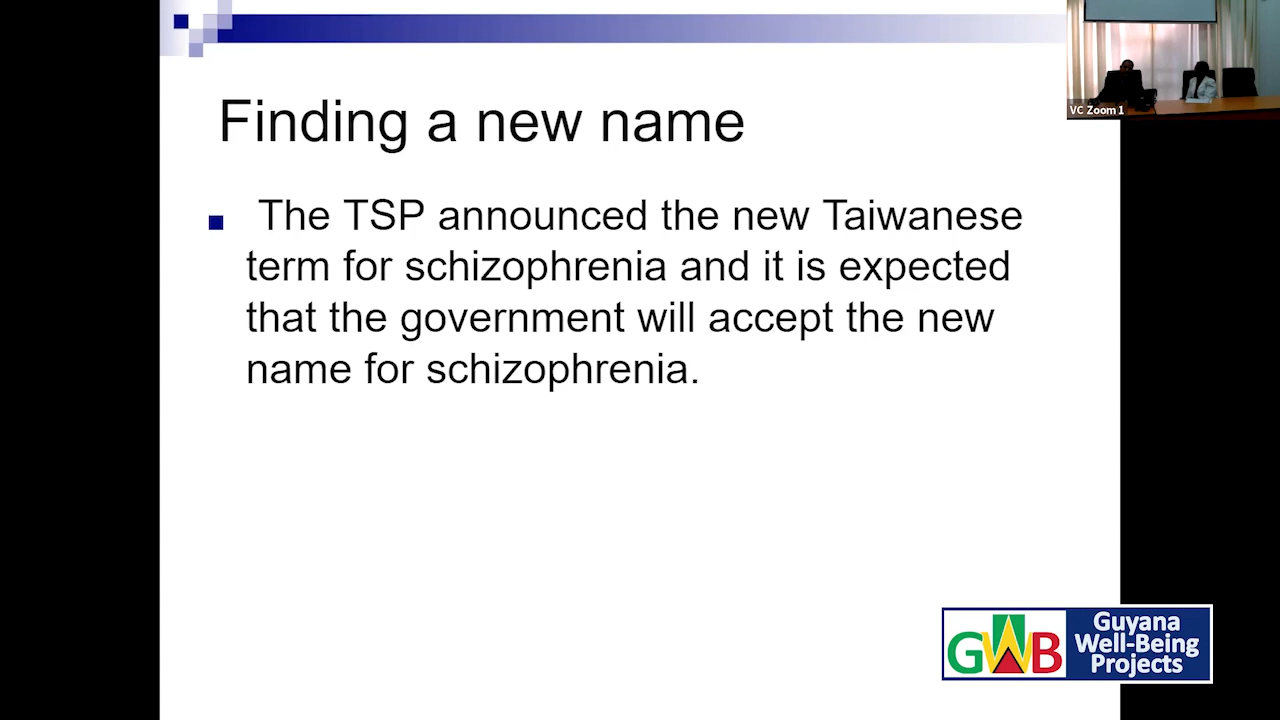 VC Zoom 1
Finding a new name
The TSP announced the new Taiwanese
term for schizophrenia and it is expected
that the government will accept the new
name for schizophrenia.
GWB
Guyana
Well-Being
Projects